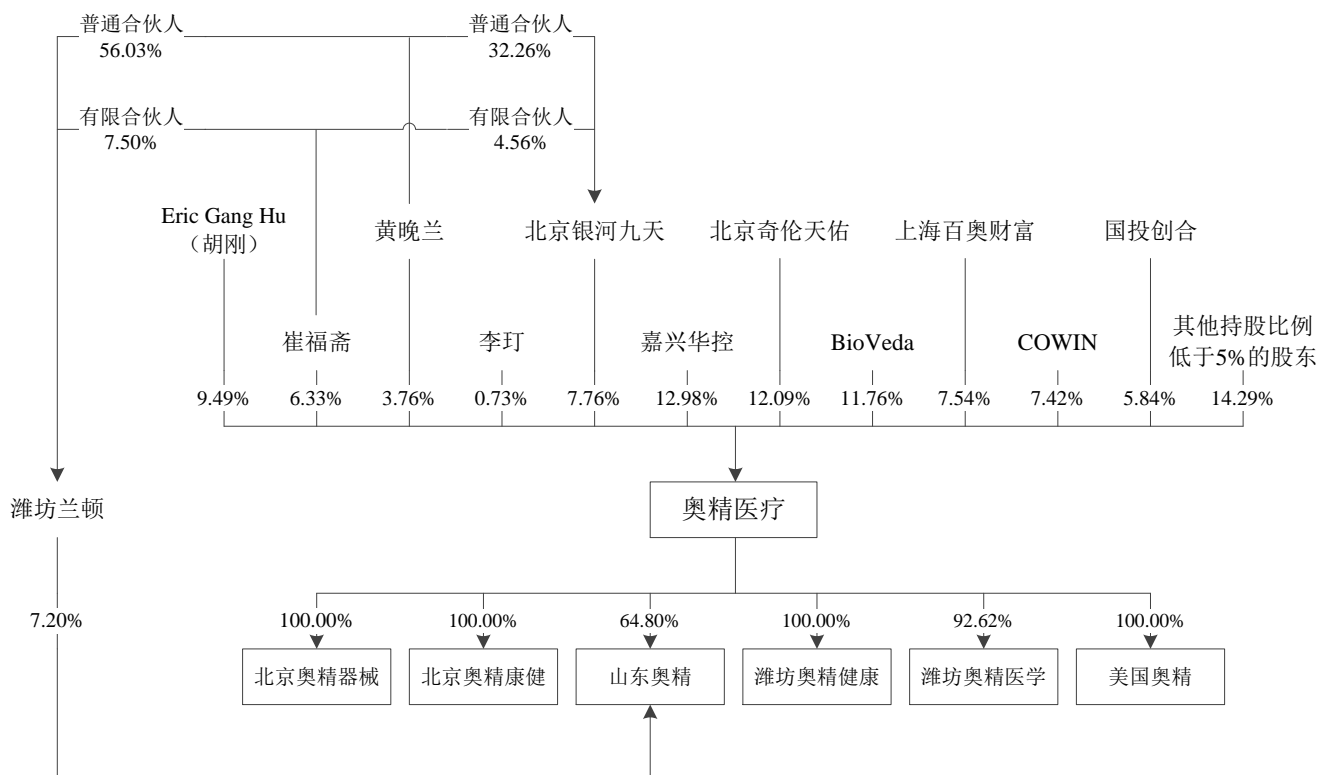 普通合伙人
56.03%
普通合伙人
32.26%
有限合伙人
7.50%
有限合伙人
4.56%
Eric Gang Hu
（胡刚）
黄晚兰
北京银河九天
北京奇伦天佑
上海百奥财富
国投创合
崔福斋
李玎
嘉兴华控
BioVeda
COWIN
其他持股比例
低于5%的股东
9.49%
6.33%
3.76%
0.73%
7.76%
12.98%
12.09%
11.76%
7.54%
7.42%
5.84%
14.29%
潍坊兰顿
奥精医疗
7.20%
100.00%
100.00%
64.80%
100.00%
92.62%
100.00%
北京奥精器械
北京奥精康健
山东奥精
潍坊奥精健康
潍坊奥精医学
美国奥精